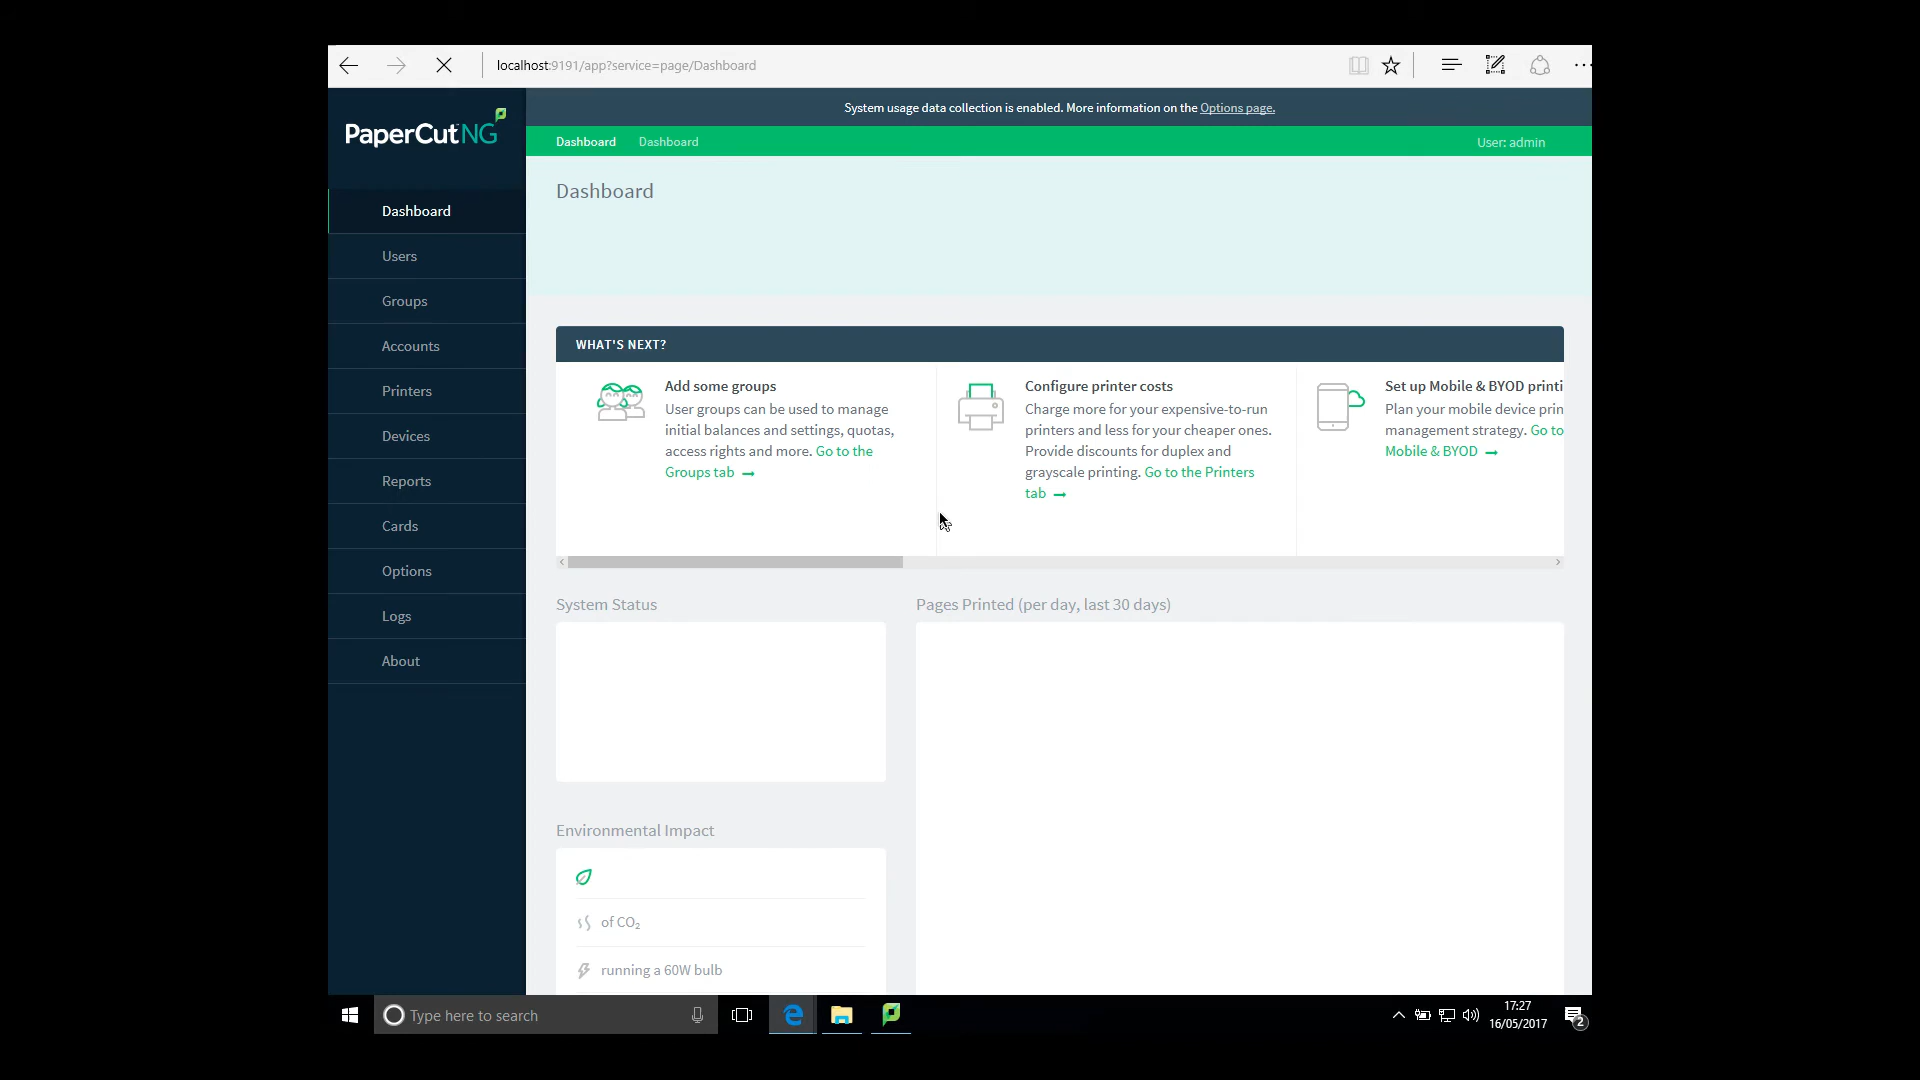 localhost:9191/app?service=page/Dashboard
PaperCut NG
System usage data collection is enabled. More information on the Options page.
Dashboard Dashboard User: admin
Dashboard
Dashboard
Users
Groups
Accounts
Printers
Devices
Reports
Cards
Options
Logs
About
WHAT'S NEXT?
Add some groups
User groups can be used to manage
initial balances and settings, quotas,
access rights and more. Go to the
Groups tab
Configure printer costs
Charge more for your expensive-to-run
printers and less for your cheaper ones.
Provide discounts for duplex and
grayscale printing. Go to the Printers
tab
Set up Mobile & BYOD printi
Plan your mobile device prin
management strategy. Go to
Mobile & BYOD
System Status
Pages Printed (per day, last 30 days)
Environmental Impact
of CO₂
running a 60W bulb
Type here to search
17:27
16/05/2017
2